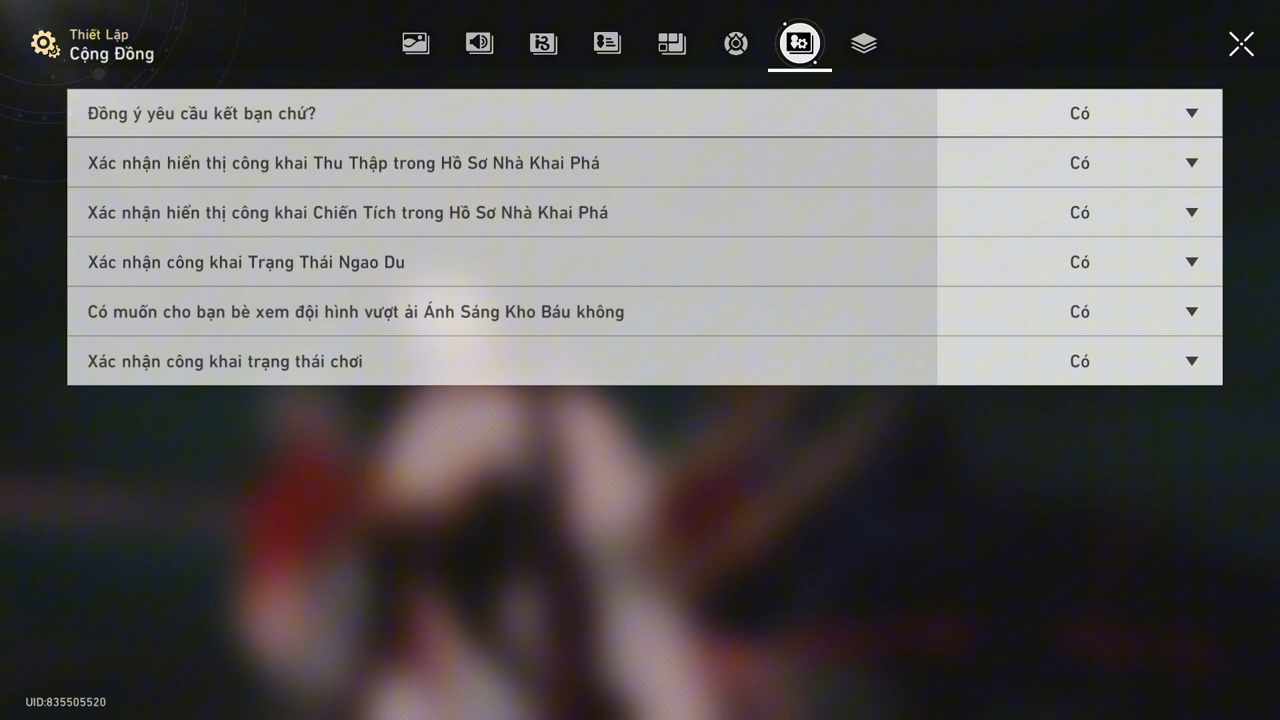 Thiết Lập
Cộng Đồng
Đồng ý yêu cầu kết bạn chứ? Có
Xác nhận hiển thị công khai Thu Thập trong Hồ Sơ Nhà Khai Phá Có
Xác nhận hiển thị công khai Chiến Tích trong Hồ Sơ Nhà Khai Phá Có
Xác nhận công khai Trạng Thái Ngao Du Có
Có muốn cho bạn bè xem đội hình vượt ải Ánh Sáng Kho Báu không Có
Xác nhận công khai trạng thái chơi Có
UID:835505520